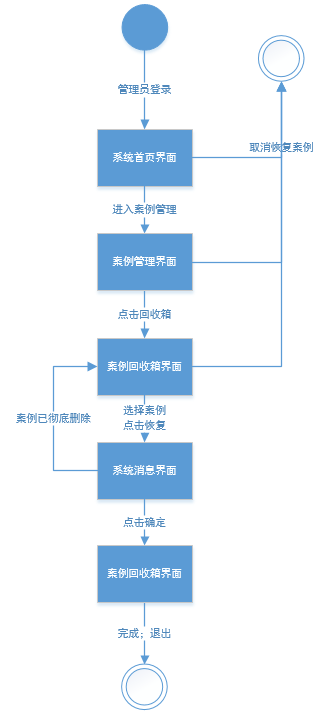 管理员登录
系统首页界面
取消恢复案例
进入案例管理
案例管理界面
点击回收箱
案例回收箱界面
选择案例
点击恢复
案例已彻底删除
系统消息界面
点击确定
案例回收箱界面
完成；退出